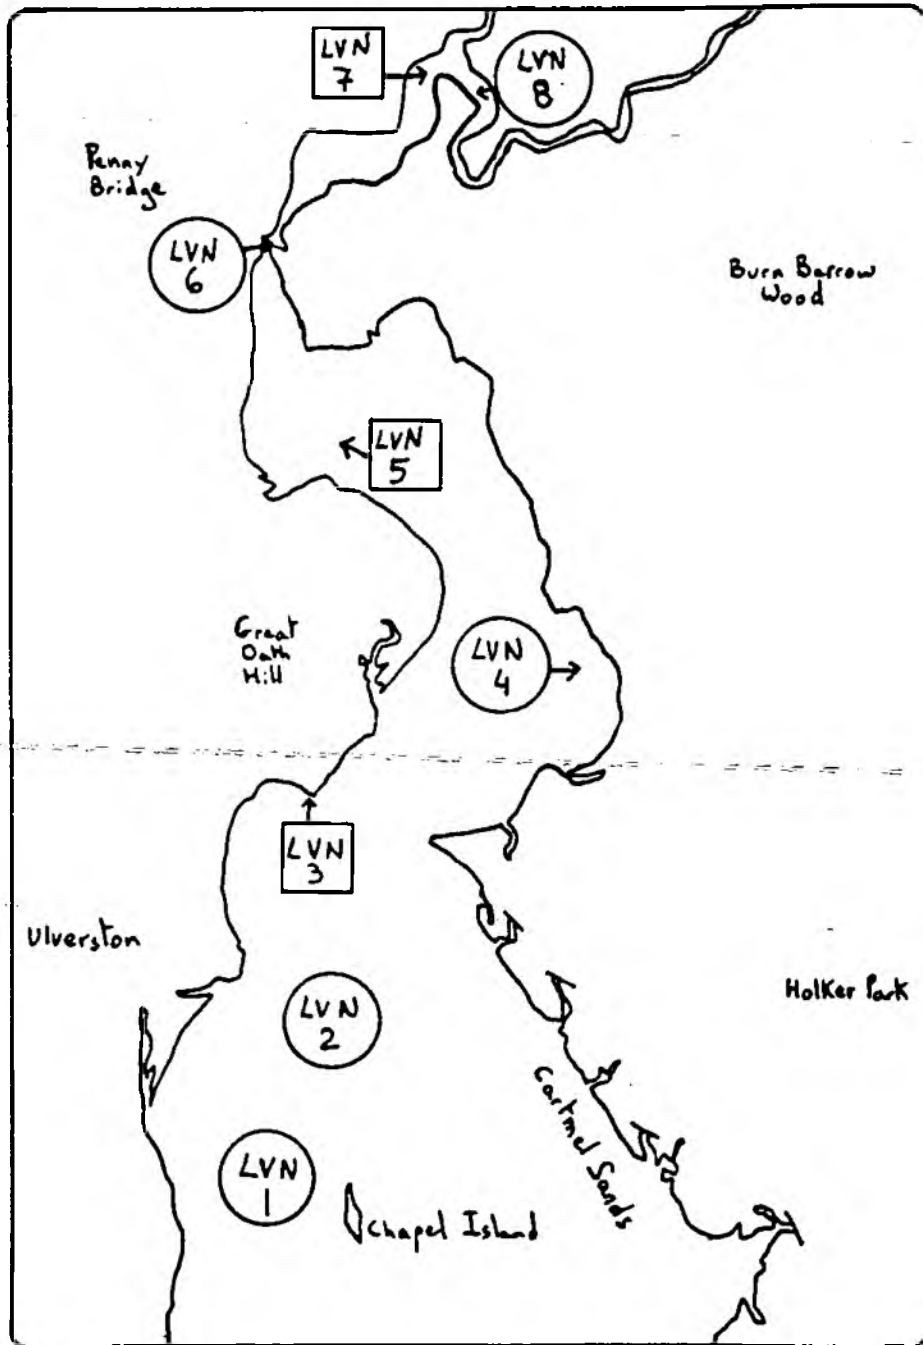 LVN
7
LVN
8
Penny
Bridge
LVN
6
Burn Barrow
Wood
LVN
5
Great
Oath
Hill
LVN
4
LVN
3
Ulverston
Holker Park
LVN
2
Cartmel Sands
LVN
1
Chapel Island